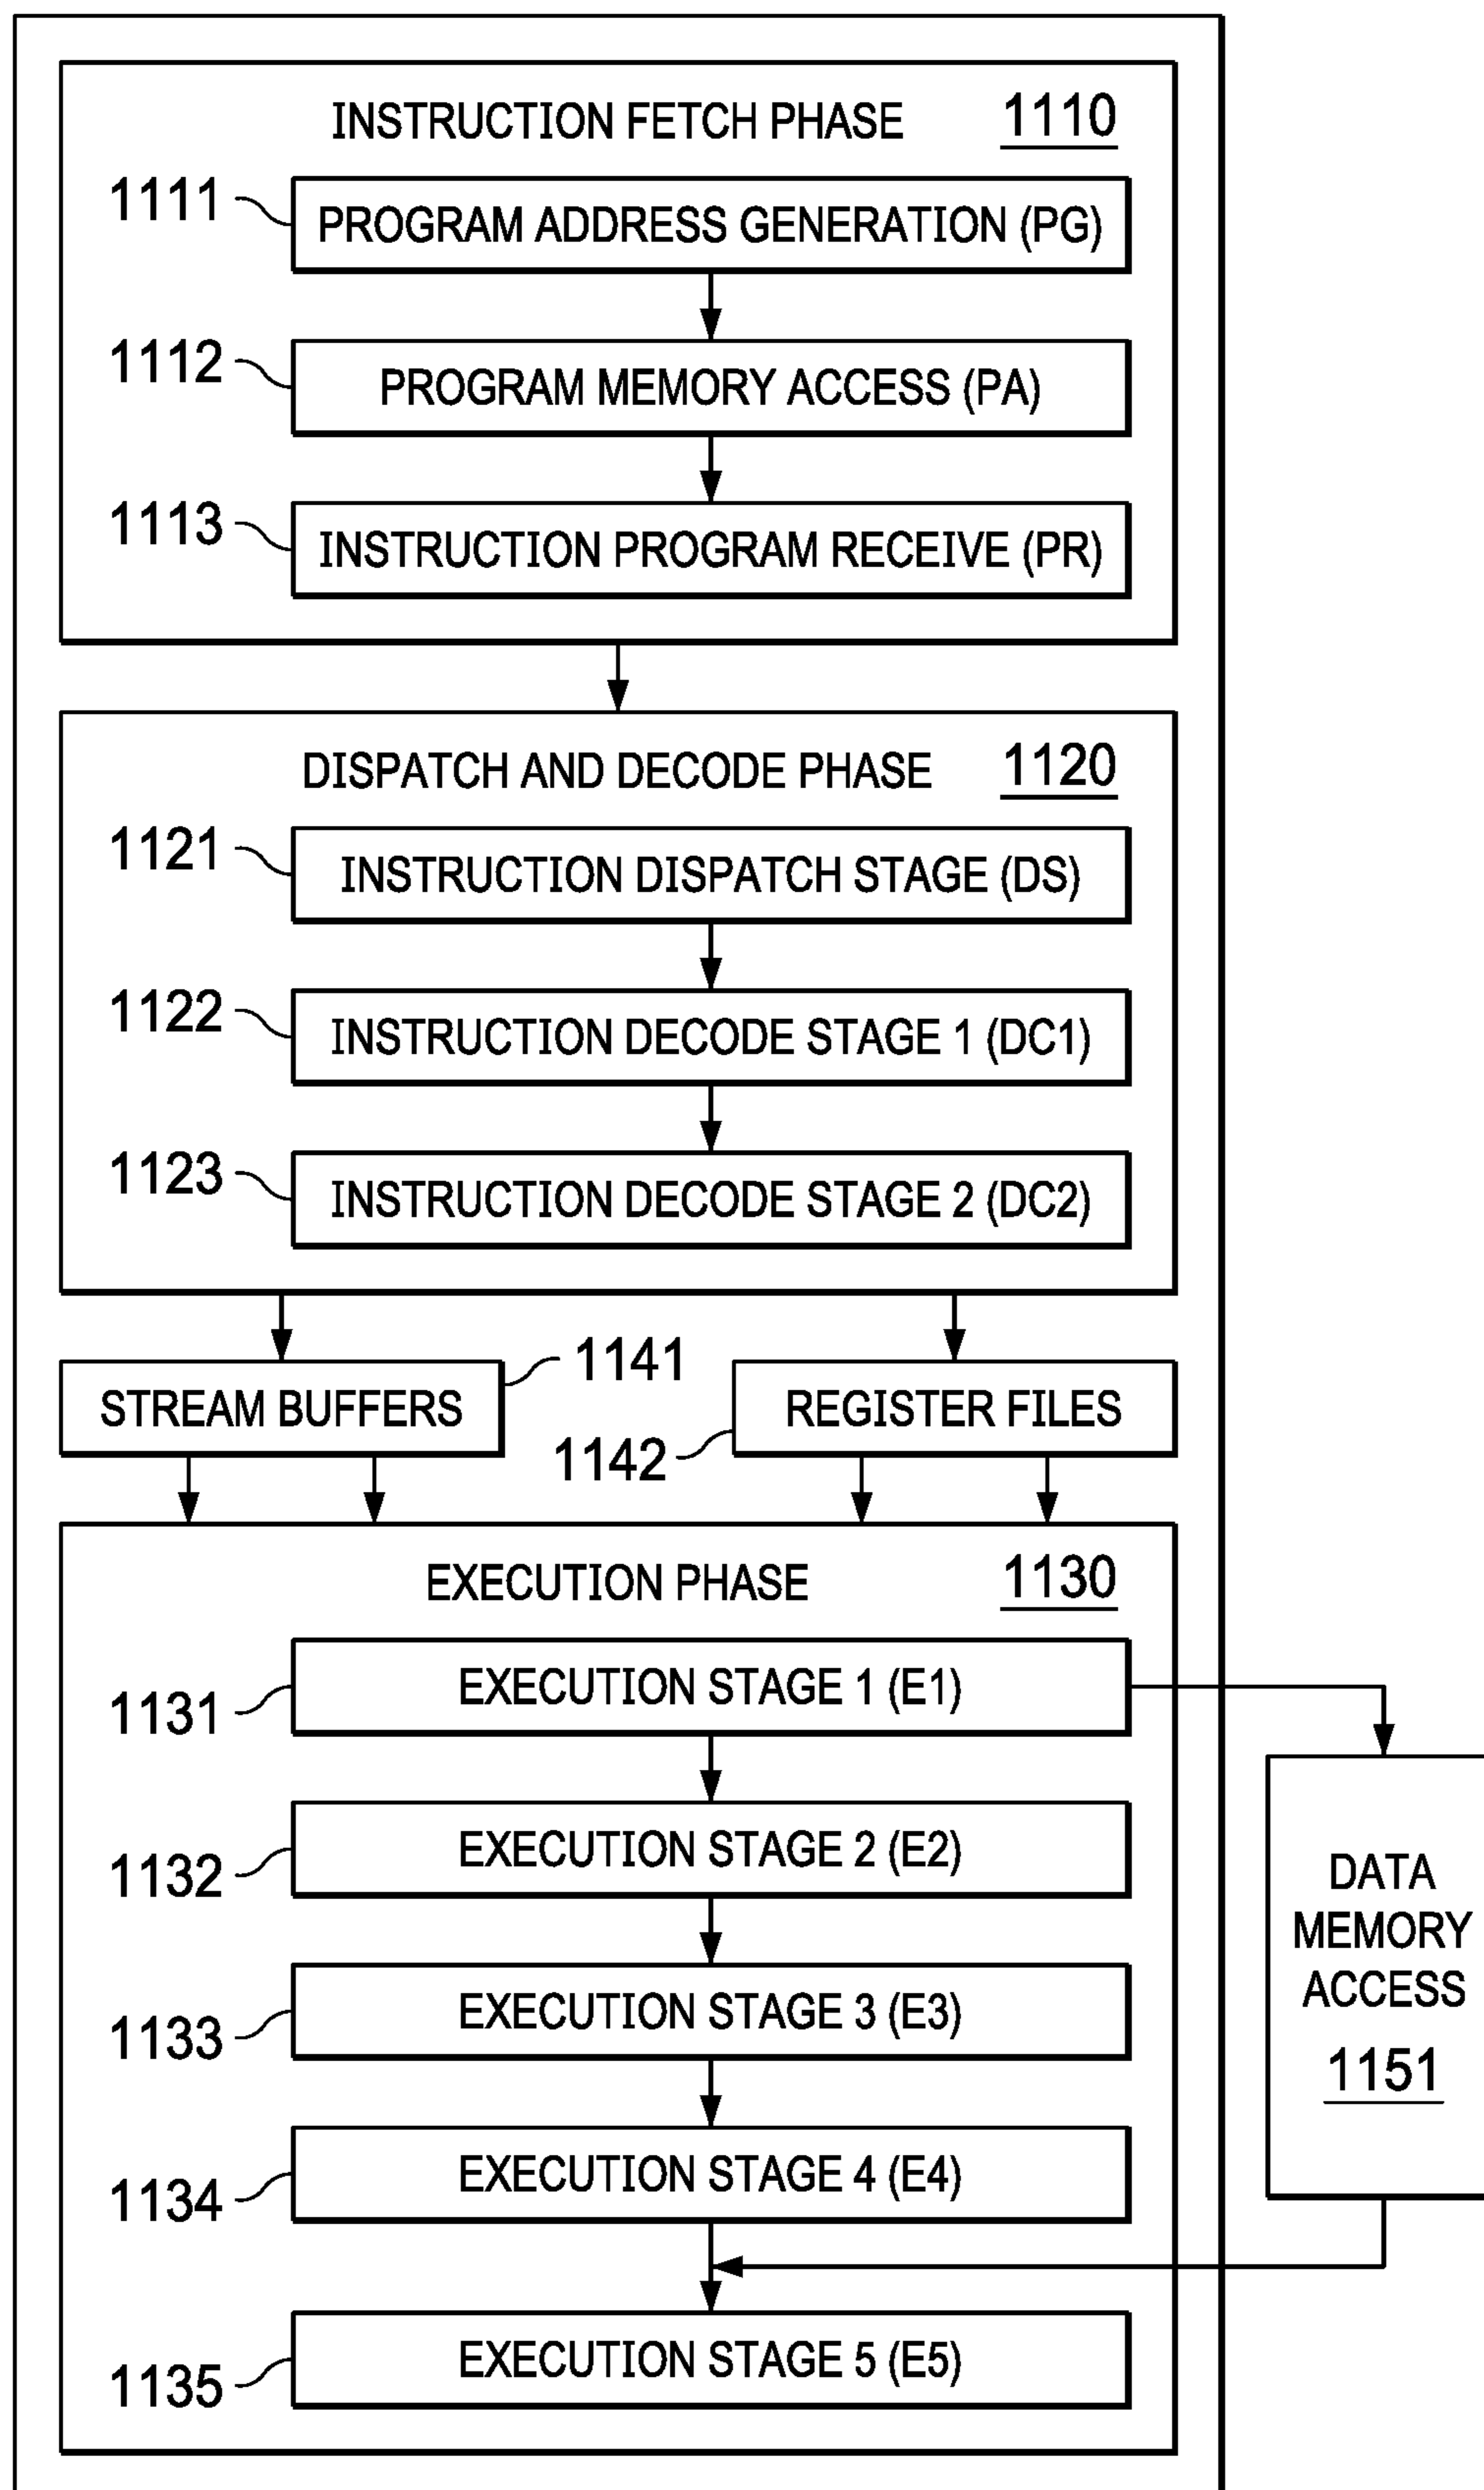 INSTRUCTION FETCH PHASE 1110
1111 PROGRAM ADDRESS GENERATION (PG)
1112 PROGRAM MEMORY ACCESS (PA)
1113 INSTRUCTION PROGRAM RECEIVE (PR)
DISPATCH AND DECODE PHASE 1120
1121 INSTRUCTION DISPATCH STAGE (DS)
1122 INSTRUCTION DECODE STAGE 1 (DC1)
1123 INSTRUCTION DECODE STAGE 2 (DC2)
STREAM BUFFERS
1141
REGISTER FILES
1142
EXECUTION PHASE 1130
1131 EXECUTION STAGE 1 (E1)
1132 EXECUTION STAGE 2 (E2)
1133 EXECUTION STAGE 3 (E3)
1134 EXECUTION STAGE 4 (E4)
1135 EXECUTION STAGE 5 (E5)
DATA
MEMORY
ACCESS
1151